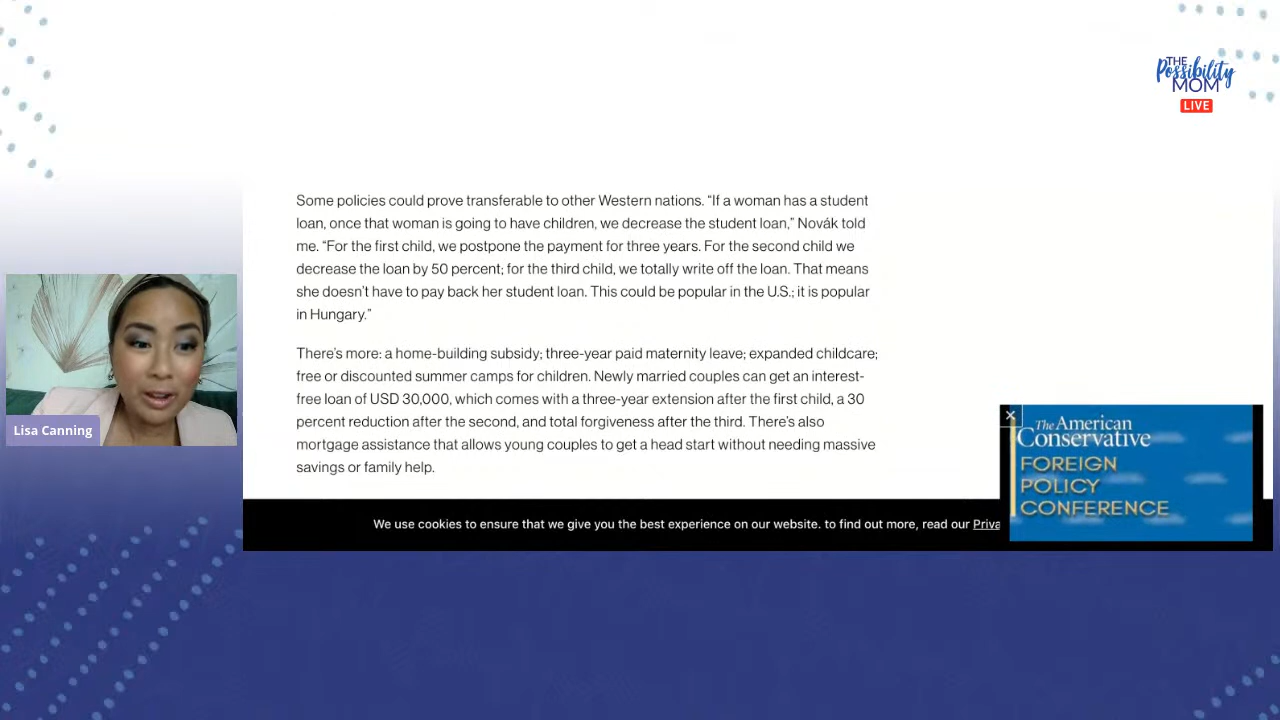 THE
Possibility
MOM
LIVE
Some policies could prove transferable to other Western nations. “If a woman has a student
loan, once that woman is going to have children, we decrease the student loan,” Novák told
me. “For the first child, we postpone the payment for three years. For the second child we
decrease the loan by 50 percent; for the third child, we totally write off the loan. That means
she doesn’t have to pay back her student loan. This could be popular in the U.S.; it is popular
in Hungary.”
There’s more: a home-building subsidy; three-year paid maternity leave; expanded childcare;
free or discounted summer camps for children. Newly married couples can get an interest-
free loan of USD 30,000, which comes with a three-year extension after the first child, a 30
percent reduction after the second, and total forgiveness after the third. There’s also
mortgage assistance that allows young couples to get a head start without needing massive
savings or family help.
Lisa Canning
The American
Conservative
FOREIGN
POLICY
CONFERENCE
We use cookies to ensure that we give you the best experience on our website. to find out more, read our Priva